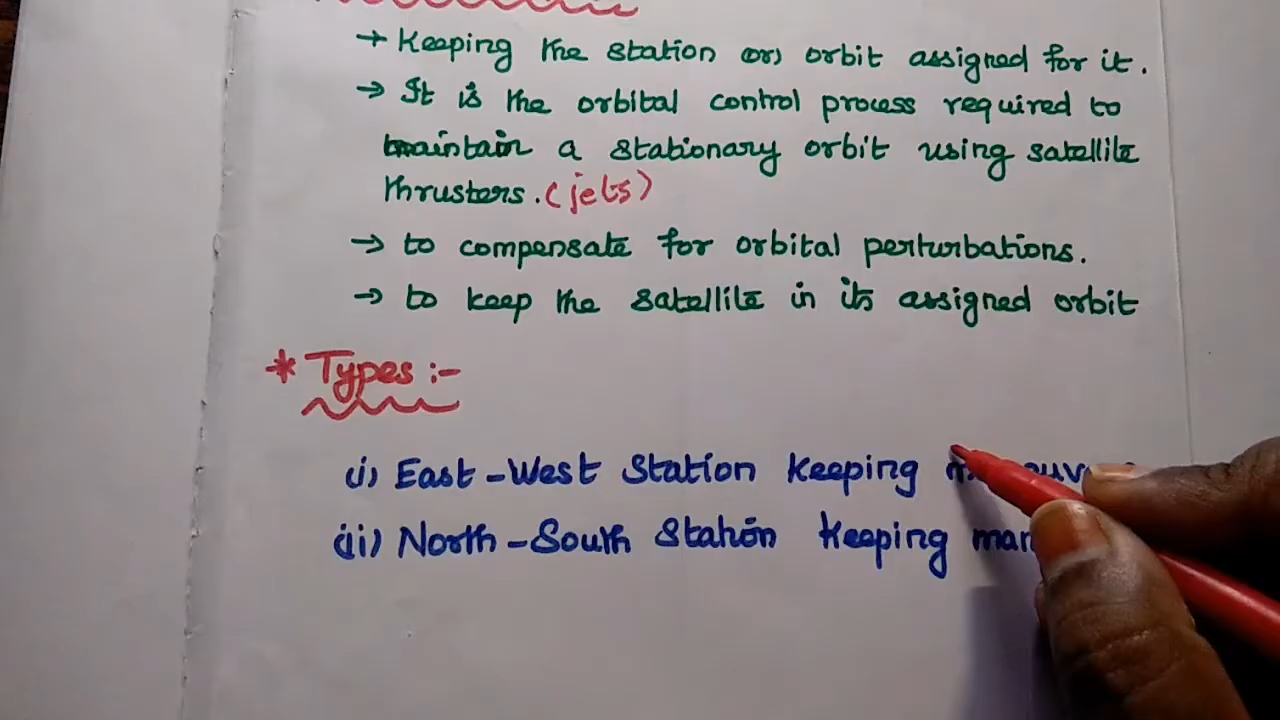 → Keeping the station (or) orbit assigned for it.
→ It is the orbital control process required to
maintain a stationary orbit using satellite
thrusters. (jets)
→ to compensate for orbital perturbations.
→ to keep the satellite in its assigned orbit
* Types :-
(i) East-West Station Keeping
(ii) North-South Station Keeping